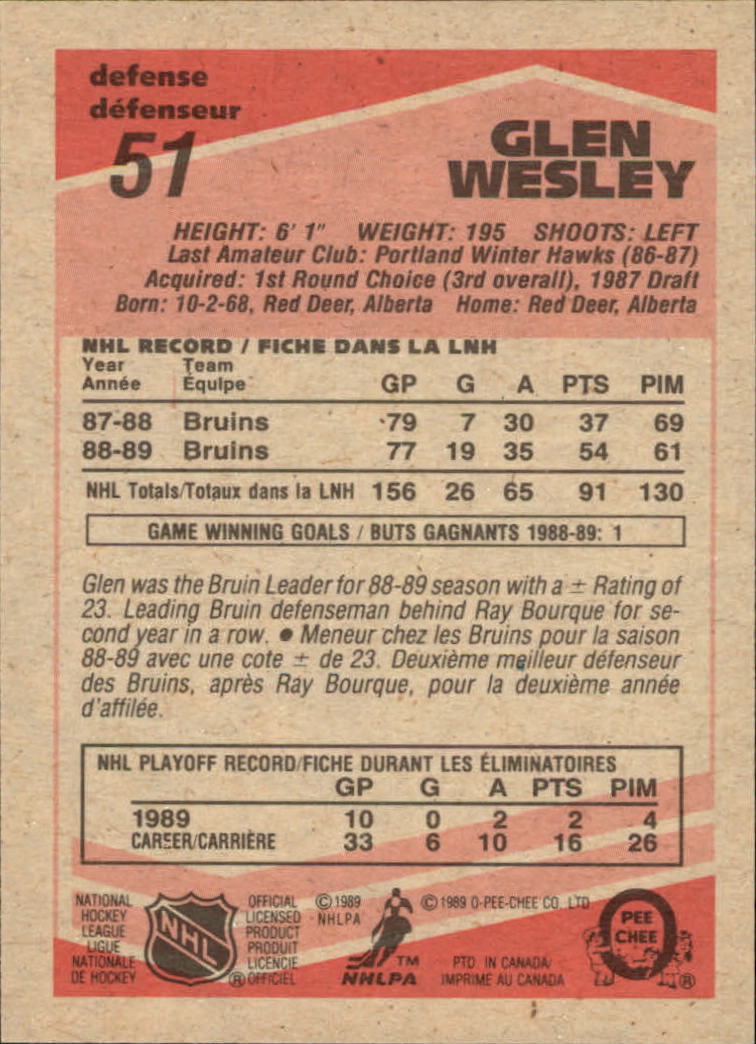 defense
défenseur
51
GLEN
WESLEY
HEIGHT: 6' 1" WEIGHT: 195 SHOOTS: LEFT
Last Amateur Club: Portland Winter Hawks (86-87)
Acquired: 1st Round Choice (3rd overall), 1987 Draft
Born: 10-2-68, Red Deer, Alberta Home: Red Deer, Alberta
NHL RECORD / FICHE DANS LA LNH
Year Team
Année Équipe GP G A PTS PIM
87-88 Bruins 79 7 30 37 69
88-89 Bruins 77 19 35 54 61
NHL Totals/Totaux dans la LNH 156 26 65 91 130
GAME WINNING GOALS / BUTS GAGNANTS 1988-89: 1
Glen was the Bruin Leader for 88-89 season with a ± Rating of
23. Leading Bruin defenseman behind Ray Bourque for se-
cond year in a row. ● Meneur chez les Bruins pour la saison
88-89 avec une cote ± de 23. Deuxième meilleur défenseur
des Bruins, après Ray Bourque, pour la deuxième année
d'affilée.
NHL PLAYOFF RECORD/FICHE DURANT LES ÉLIMINATOIRES
GP G A PTS PIM
1989 10 0 2 2 4
CAREER/CARRIÈRE 33 6 10 16 26
NATIONAL
HOCKEY
LEAGUE
LIGUE
NATIONALE
DE HOCKEY
NHL
®
OFFICIAL
LICENSED
PRODUCT
PRODUIT
LICENCIE
OFFICIEL
© 1989
NHLPA
TM
NHLPA
© 1989 O-PEE-CHEE CO. LTD
PTD. IN CANADA/
IMPRIME AU CANADA
O
PEE
CHEE
®